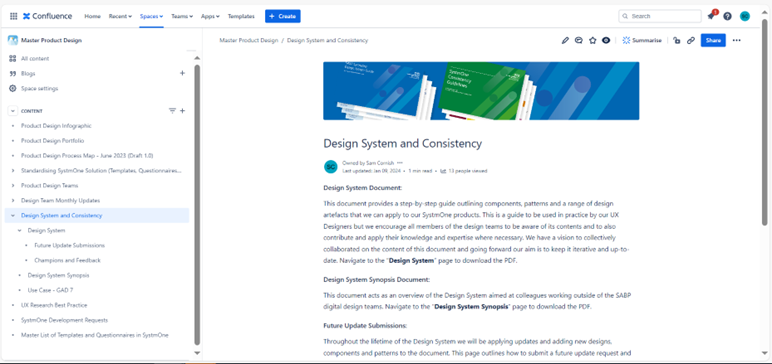 Confluence Home Recent Spaces Teams Apps Templates + Create Search 1 ? SC
Master Product Design
All content
Blogs
Space settings
CONTENT
Product Design Infographic
Product Design Portfolio
Product Design Process Map - June 2023 (Draft 1.0)
Standardising SystmOne Solution (Templates, Questionnaires...
Product Design Teams
Design Team Monthly Updates
Design System and Consistency
Design System
Future Update Submissions
Champions and Feedback
Design System Synopsis
Use Case - GAD 7
UX Research Best Practice
SystmOne Development Requests
Master List of Templates and Questionnaires in SystmOne
Master Product Design / Design System and Consistency
Summarise Share
SystmOne
Consistency
Guidelines
Design System and Consistency
SC
Owned by Sam Cornish
Last updated: Jan 09, 2024 • 1 min read • 13 people viewed
Design System Document:
This document provides a step-by-step guide outlining components, patterns and a range of design
artefacts that we can apply to our SystmOne products. This is a guide to be used in practice by our UX
Designers but we encourage all members of the design teams to be aware of its contents and to also
contribute and apply their knowledge and expertise where necessary. We have a vision to collectively
collaborated on the content of this document and going forward our aim is to keep it iterative and up-to-
date. Navigate to the "Design System" page to download the PDF.
Design System Synopsis Document:
This document acts as an overview of the Design System aimed at colleagues working outside of the SABP
digital design teams. Navigate to the "Design System Synopsis" page to download the PDF.
Future Update Submissions:
Throughout the lifetime of the Design System we will be applying updates and adding new designs,
components and patterns to the document. This page outlines how to submit a future update request and